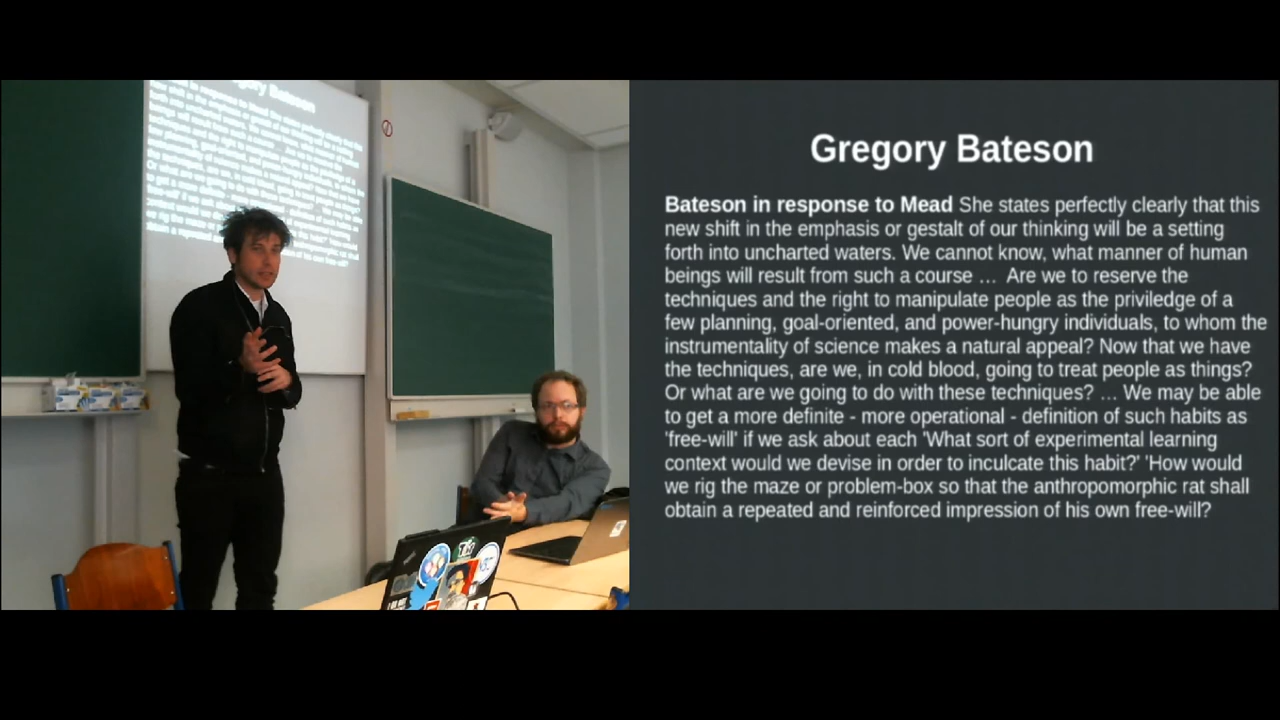 Gregory Bateson
Bateson in response to Mead She states perfectly clearly that this
new shift in the emphasis or gestalt of our thinking will be a setting
forth into uncharted waters. We cannot know, what manner of human
beings will result from such a course … Are we to reserve the
techniques and the right to manipulate people as the priviledge of a
few planning, goal-oriented, and power-hungry individuals, to whom the
instrumentality of science makes a natural appeal? Now that we have
the techniques, are we, in cold blood, going to treat people as things?
Or what are we going to do with these techniques? … We may be able
to get a more definite - more operational - definition of such habits as
'free-will' if we ask about each 'What sort of experimental learning
context would we devise in order to inculcate this habit?' 'How would
we rig the maze or problem-box so that the anthropomorphic rat shall
obtain a repeated and reinforced impression of his own free-will?